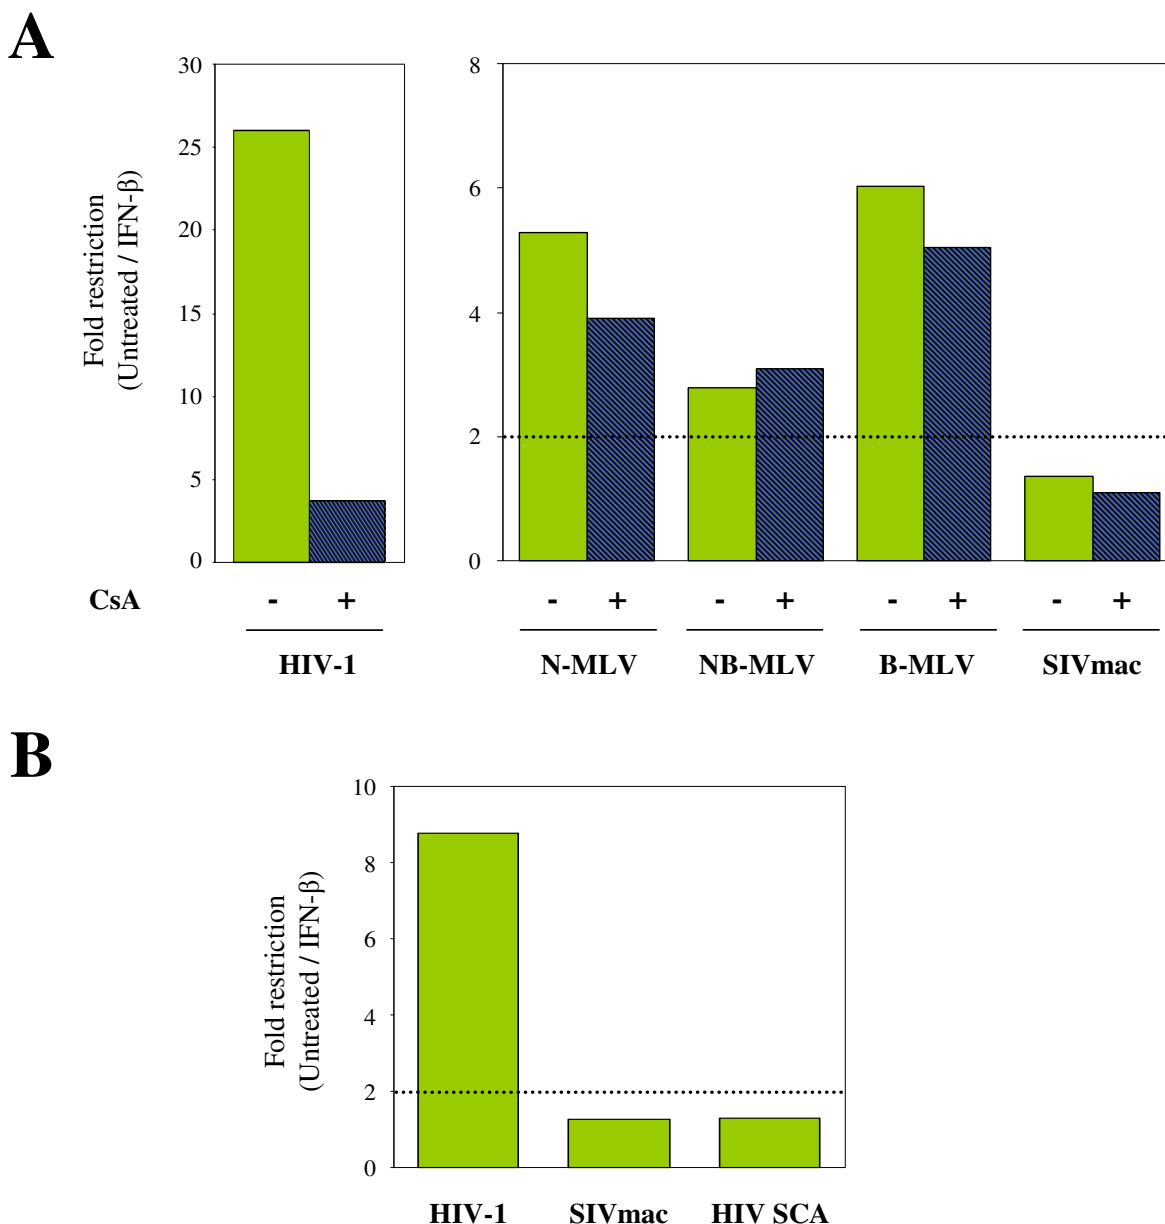 A
Fold restriction
(Untreated / IFN-β)
30
25
20
15
10
5
0
8
6
4
2
0
CsA
- +
- +
- +
- +
- +
HIV-1
N-MLV
NB-MLV
B-MLV
SIVmac
B
Fold restriction
(Untreated / IFN-β)
10
8
6
4
2
0
HIV-1
SIVmac
HIV SCA